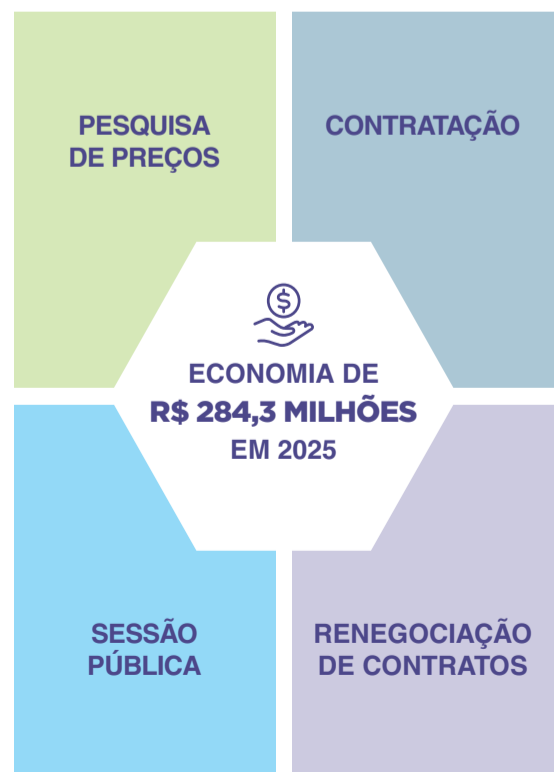 PESQUISA
DE PREÇOS
CONTRATAÇÃO
$
ECONOMIA DE
R$ 284,3 MILHÕES
EM 2025
SESSÃO
PÚBLICA
RENEGOCIAÇÃO
DE CONTRATOS